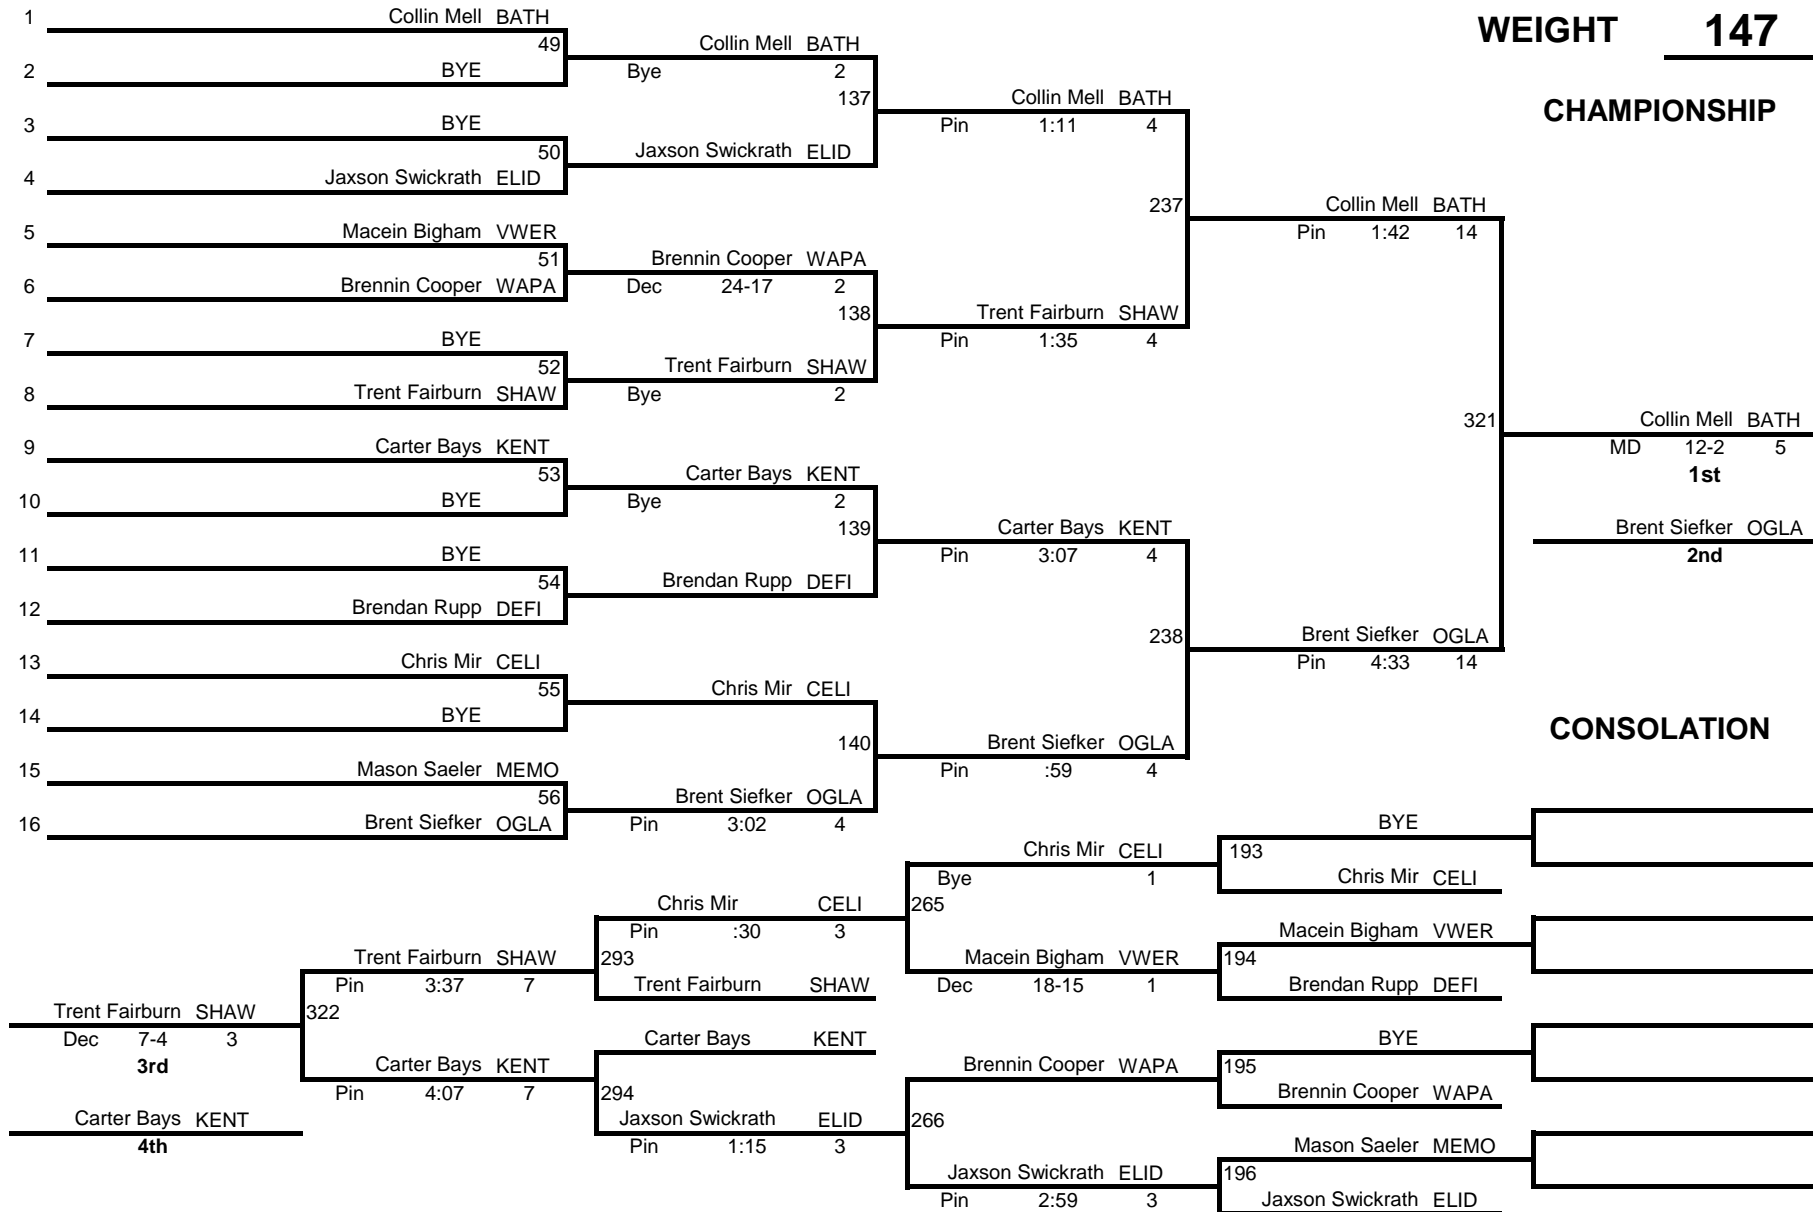 WEIGHT 147
CHAMPIONSHIP
1 Collin Mell BATH
49
2 BYE
3 BYE
50
4 Jaxson Swickrath ELID
5 Macein Bigham VWER
51
6 Brennin Cooper WAPA
7 BYE
52
8 Trent Fairburn SHAW
9 Carter Bays KENT
53
10 BYE
11 BYE
54
12 Brendan Rupp DEFI
13 Chris Mir CELI
55
14 BYE
15 Mason Saeler MEMO
56
16 Brent Siefker OGLA
Collin Mell BATH
Bye 2
137
Jaxson Swickrath ELID
Brennin Cooper WAPA
Dec 24-17 2
138
Trent Fairburn SHAW
Bye 2
Carter Bays KENT
Bye 2
139
Brendan Rupp DEFI
Chris Mir CELI
140
Brent Siefker OGLA
Pin 3:02 4
Collin Mell BATH
Pin 1:11 4
237
Trent Fairburn SHAW
Pin 1:35 4
Carter Bays KENT
Pin 3:07 4
238
Brent Siefker OGLA
Pin :59 4
Collin Mell BATH
Pin 1:42 14
321
Brent Siefker OGLA
Pin 4:33 14
Collin Mell BATH
MD 12-2 5
1st
Brent Siefker OGLA
2nd
CONSOLATION
BYE
193
Chris Mir CELI
Macein Bigham VWER
194
Brendan Rupp DEFI
BYE
195
Brennin Cooper WAPA
Mason Saeler MEMO
196
Jaxson Swickrath ELID
Chris Mir CELI
Bye 1
265
Macein Bigham VWER
Dec 18-15 1
Brennin Cooper WAPA
266
Jaxson Swickrath ELID
Pin 2:59 3
Chris Mir CELI
Pin :30 3
293
Trent Fairburn SHAW
Carter Bays KENT
294
Jaxson Swickrath ELID
Pin 1:15 3
Trent Fairburn SHAW
Pin 3:37 7
322
Carter Bays KENT
Pin 4:07 7
Trent Fairburn SHAW
Dec 7-4 3
3rd
Carter Bays KENT
4th